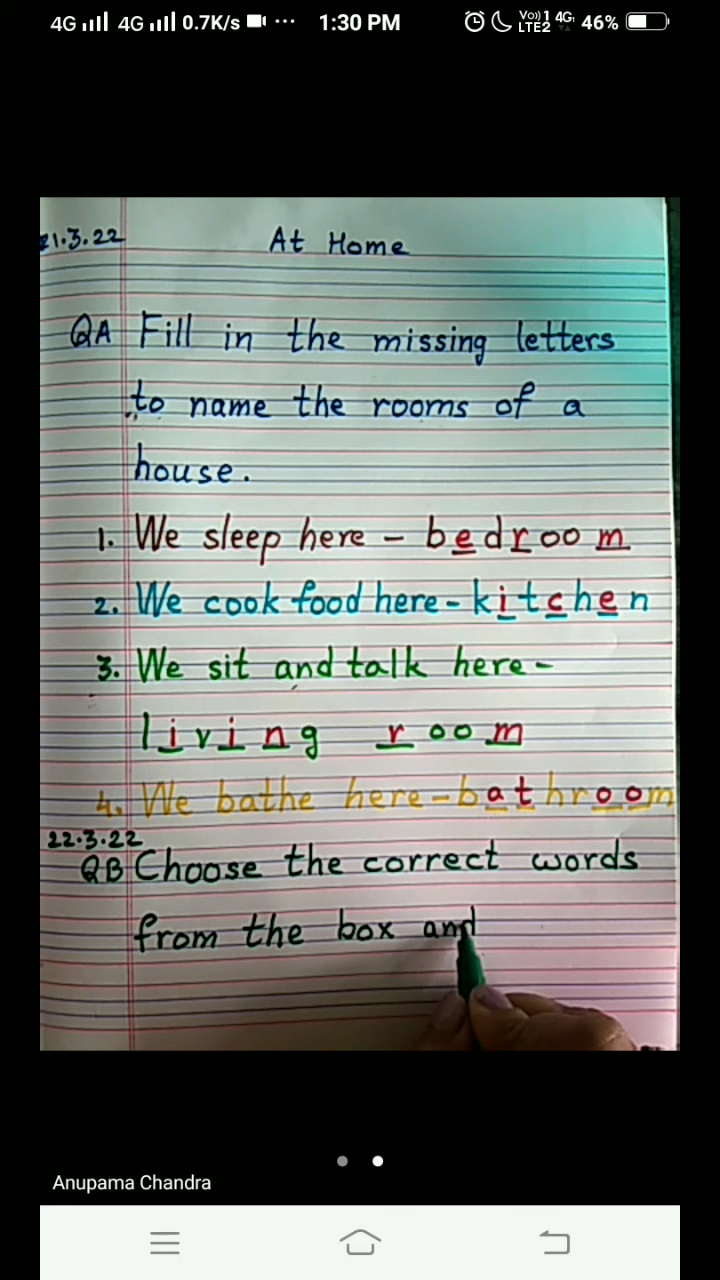 4G 4G 0.7K/s ··· 1:30 PM Vo)) 1 4G LTE2 46%
21.3.22 At Home
QA Fill in the missing letters
to name the rooms of a
house.
1. We sleep here - bedroom
2. We cook food here - kitchen
3. We sit and talk here -
living room
4. We bathe here - bathroom
22.3.22
QB Choose the correct words
from the box and
Anupama Chandra